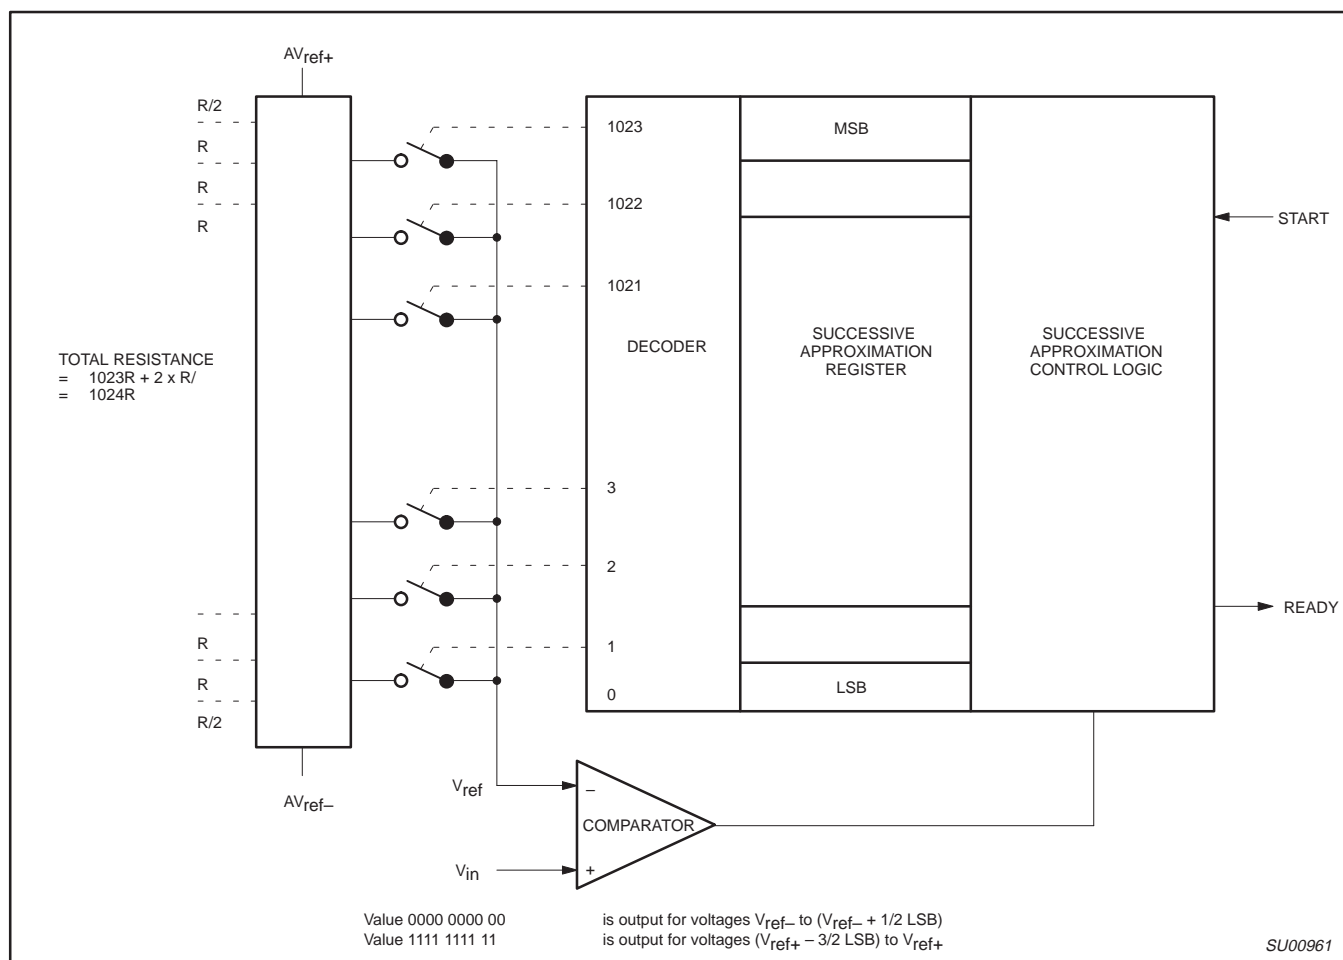 AVref+
R/2
R
R
R
1023
1022
1021
MSB
START
DECODER
SUCCESSIVE
APPROXIMATION
REGISTER
SUCCESSIVE
APPROXIMATION
CONTROL LOGIC
TOTAL RESISTANCE
= 1023R + 2 x R/
= 1024R
3
2
1
0
READY
R
R
R/2
LSB
AVref–
Vref
–
COMPARATOR
Vin
+
Value 0000 0000 00 is output for voltages Vref– to (Vref– + 1/2 LSB)
Value 1111 1111 11 is output for voltages (Vref+ – 3/2 LSB) to Vref+
SU00961